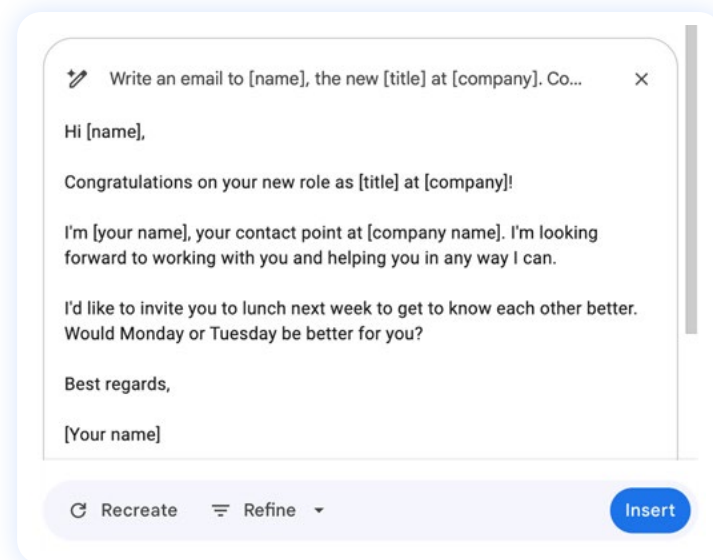 Write an email to [name], the new [title] at [company]. Co...
Hi [name],
Congratulations on your new role as [title] at [company]!
I'm [your name], your contact point at [company name]. I'm looking
forward to working with you and helping you in any way I can.
I'd like to invite you to lunch next week to get to know each other better.
Would Monday or Tuesday be better for you?
Best regards,
[Your name]
Recreate Refine Insert